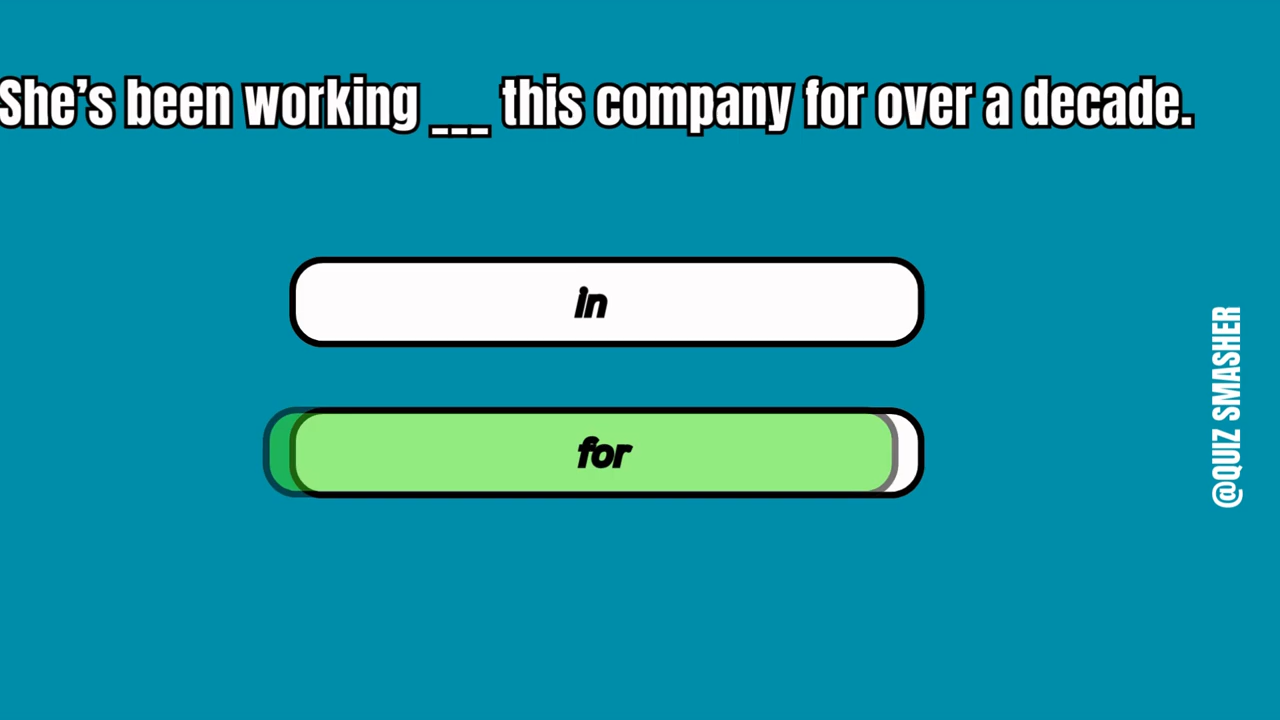 She's been working ___ this company for over a decade.
in
for
@QUIZ SMASHER